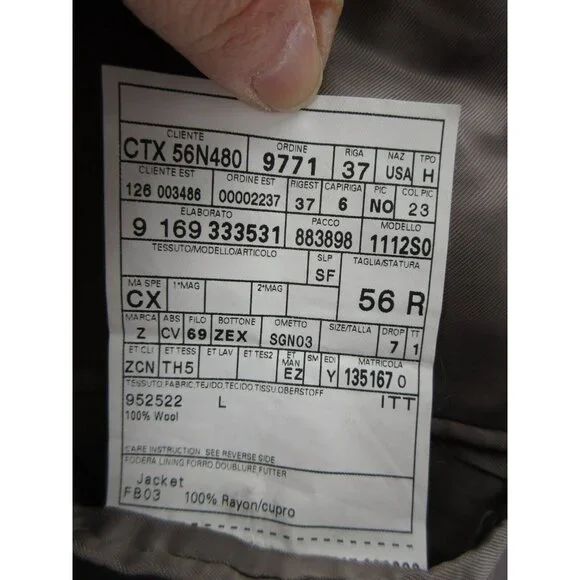 CLIENTE ORDINE RIGA NAZ TPO
CTX 56N480 9771 37 USA H
CLIENTE EST ORDINE EST RIGEST CAPIRIGA PIC COL PIC
126 003486 00002237 37 6 NO 23
ELABORATO PACCO MODELLO
9 169 333531 883898 1112S0
TESSUTO/MODELLO/ARTICOLO SLP TAGLIA/STATURA
SF
MA SPE 1°MAG 2°MAG
CX 56 R
MARCA ABS FILO BOTTONE OMETTO SIZE/TALLA DROP TT
Z CV 69 ZEX SGN03 7 1
ET CLI ET TESS ET LAV ET TES2 ET MAN SM EDI MATRICOLA
ZCN TH5 EZ Y 135167 0
TESSUTO.FABRIC.TEJIDO.TECIDO TISSU.OBERSTOFF ITT
952522 L
100% Wool
CARE INSTRUCTION SEE REVERSE SIDE
FODERA LINING FORRO DOUBLURE FUTTER
Jacket
FB03 100% Rayon/cupro